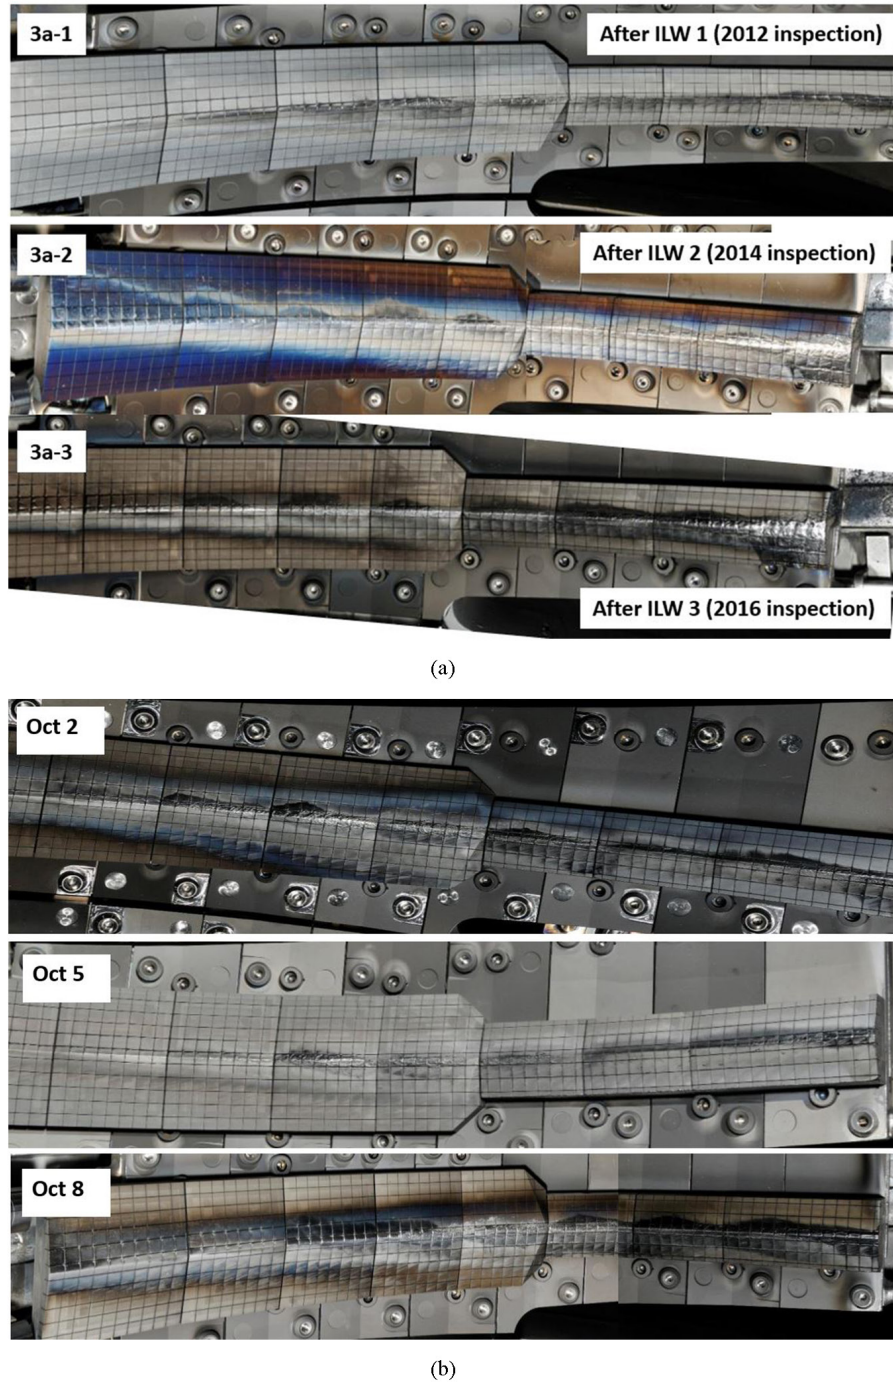 3a-1
After ILW 1 (2012 inspection)
3a-2
After ILW 2 (2014 inspection)
3a-3
After ILW 3 (2016 inspection)
(a)
Oct 2
Oct 5
Oct 8
(b)